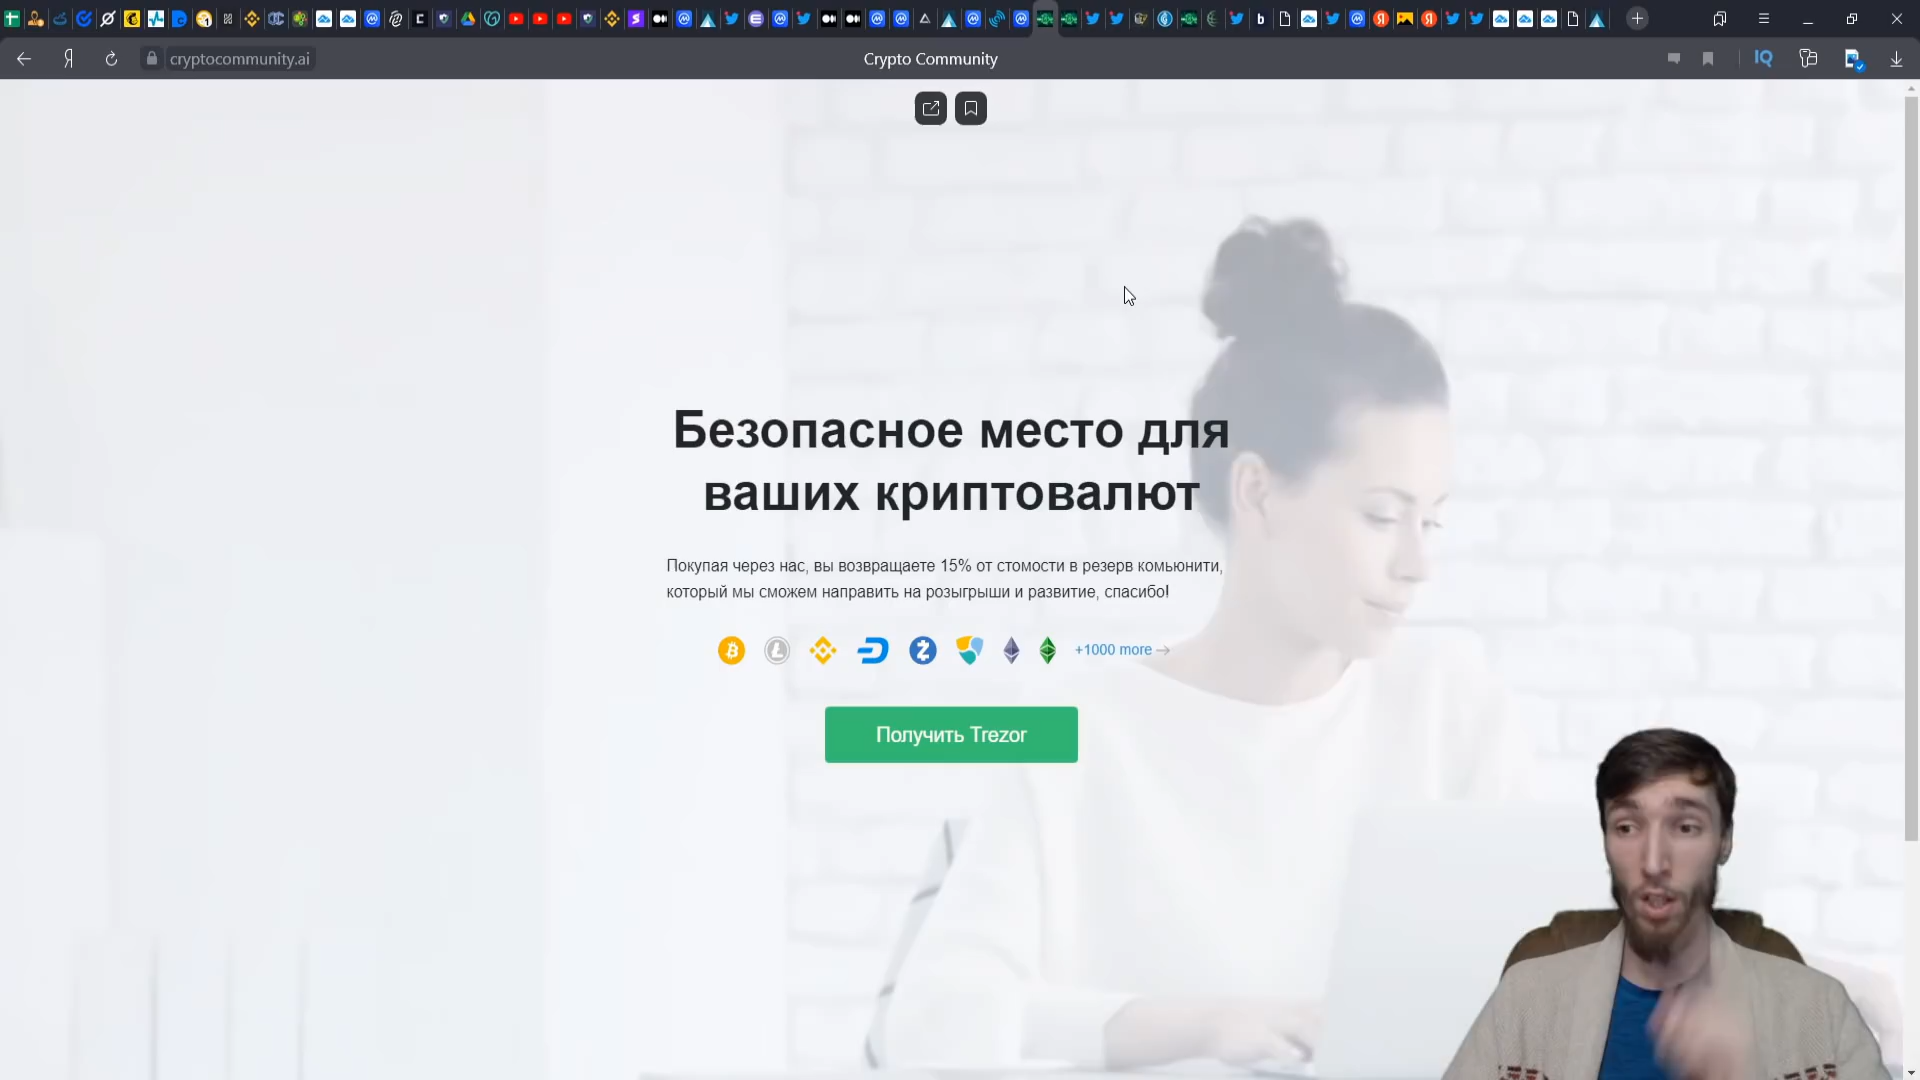 cryptocommunity.ai
Crypto Community
Безопасное место для
ваших криптовалют
Покупая через нас, вы возвращаете 15% от стомости в резерв комьюнити,
который мы сможем направить на розыгрыши и развитие, спасибо!
+1000 more →
Получить Trezor